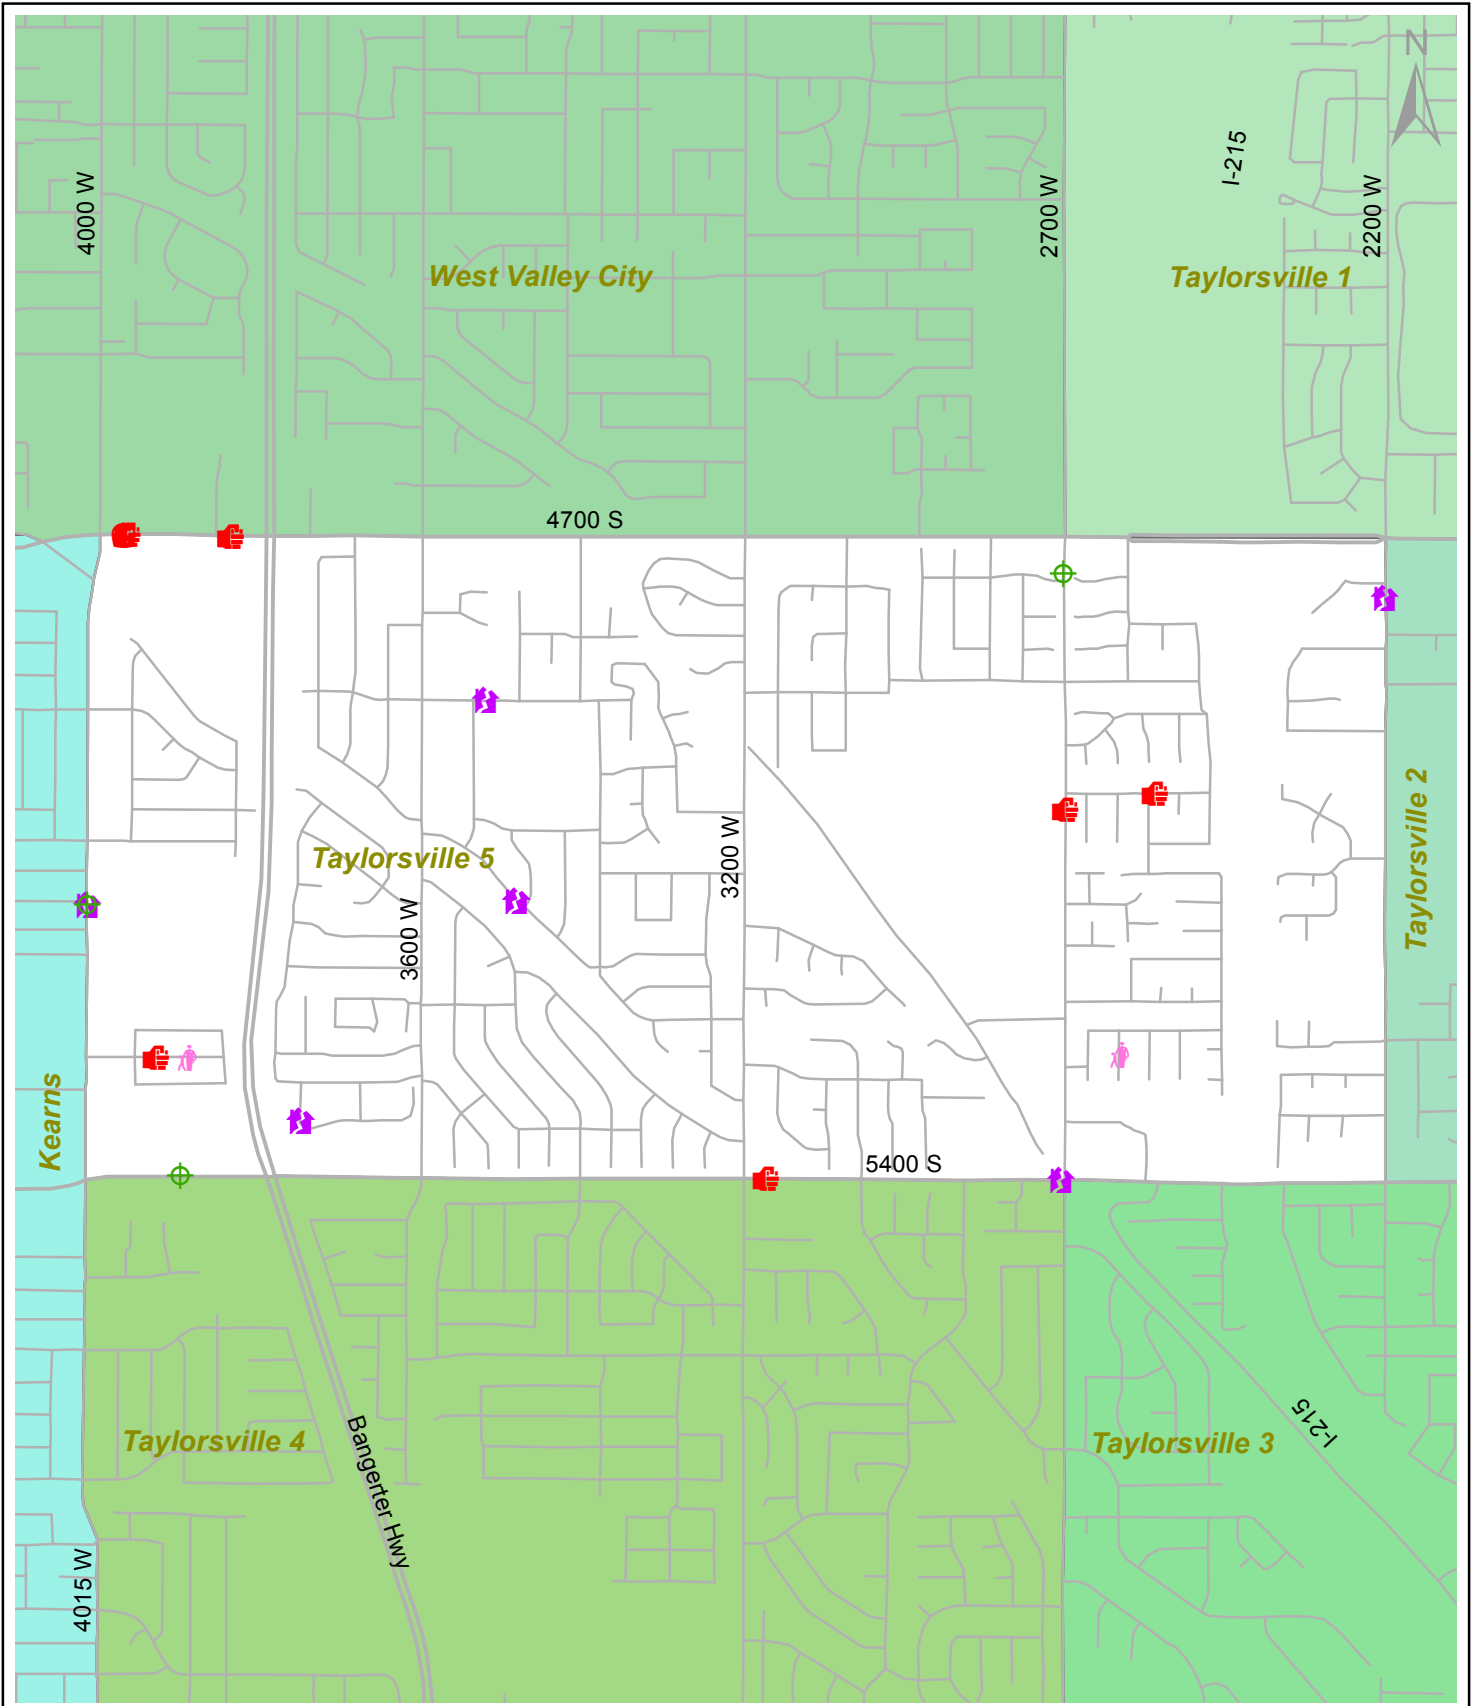 N
I-215
4000 W
2700 W
2200 W
West Valley City
Taylorsville 1
4700 S
Taylorsville 2
3200 W
Taylorsville 5
3600 W
Kearns
5400 S
Taylorsville 4
Bangerter Hwy
Taylorsville 3
I-215
4015 W